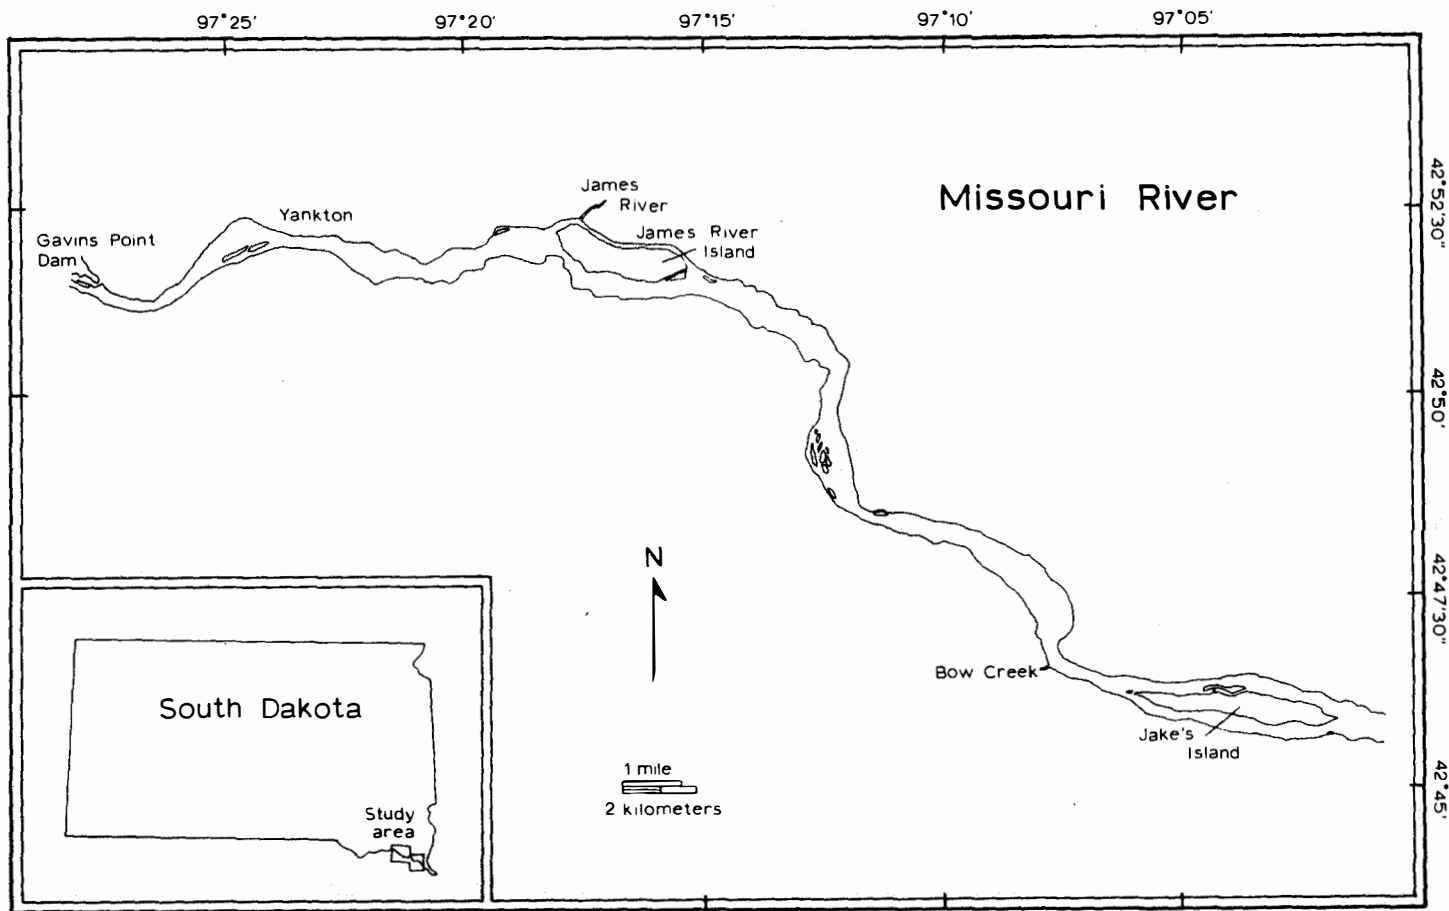 97°25'
97°20'
97°15'
97°10'
97°05'
42°52'30"
42°50'
42°47'30"
42°45'
Missouri River
Gavins Point
Dam
Yankton
James
River
James River
Island
N
Bow Creek
Jake's
Island
1 mile
2 kilometers
South Dakota
Study
area